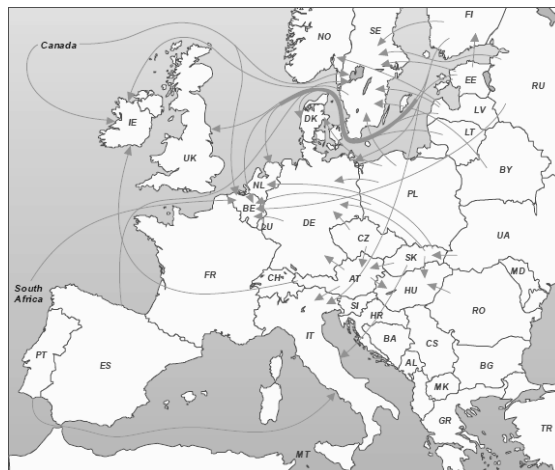 FI
NO
SE
Canada
RU
EE
LV
IE
DK
LT
UK
BY
NL
PL
BE
DE
LU
CZ
UA
SK
MD
FR
CH
AT
HU
South
Africa
SI
HR
RO
IT
BA
CS
PT
ES
AL
BG
MK
GR
TR
MT